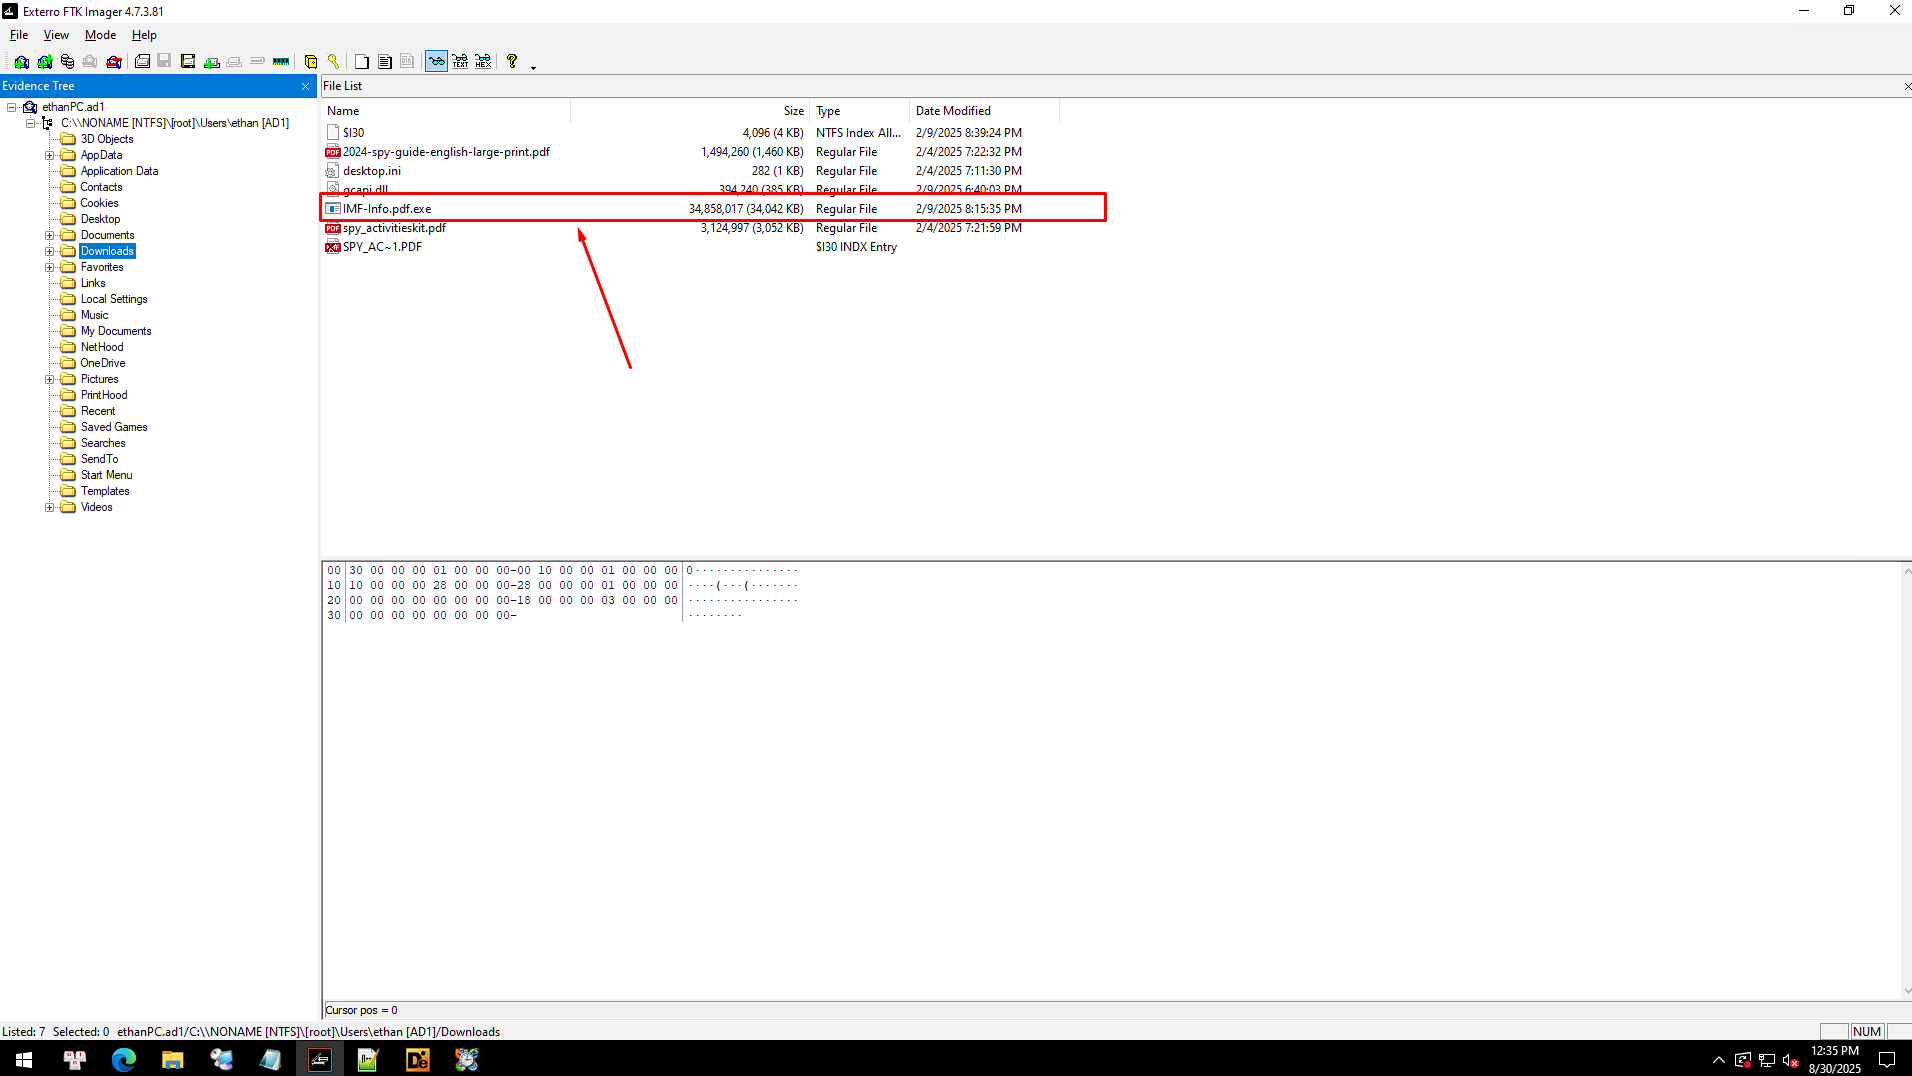 Exterro FTK Imager 4.7.3.81
File View Mode Help
Evidence Tree
ethanPC.ad1
C:\\NONAME [NTFS]\[root]\Users\ethan [AD1]
3D Objects
AppData
Application Data
Contacts
Cookies
Desktop
Documents
Downloads
Favorites
Links
Local Settings
Music
My Documents
NetHood
OneDrive
Pictures
PrintHood
Recent
Saved Games
Searches
SendTo
Start Menu
Templates
Videos
File List
Name Size Type Date Modified
$I30 4,096 (4 KB) NTFS Index All... 2/9/2025 8:39:24 PM
2024-spy-guide-english-large-print.pdf 1,494,260 (1,460 KB) Regular File 2/4/2025 7:22:32 PM
desktop.ini 282 (1 KB) Regular File 2/4/2025 7:11:30 PM
gcapi.dll 394,240 (385 KB) Regular File 2/9/2025 6:40:03 PM
IMF-Info.pdf.exe 34,858,017 (34,042 KB) Regular File 2/9/2025 8:15:35 PM
spy_activitieskit.pdf 3,124,997 (3,052 KB) Regular File 2/4/2025 7:21:59 PM
SPY_AC~1.PDF $I30 INDX Entry
00 30 00 00 00 01 00 00 00-00 10 00 00 01 00 00 00 0···············
10 10 00 00 00 28 00 00 00-28 00 00 00 01 00 00 00 ····(···(·······
20 00 00 00 00 00 00 00 00-18 00 00 00 03 00 00 00 ················
30 00 00 00 00 00 00 00 00- ········
Cursor pos = 0
Listed: 7 Selected: 0 ethanPC.ad1/C:\\NONAME [NTFS]\[root]\Users\ethan [AD1]/Downloads
NUM
12:35 PM
8/30/2025